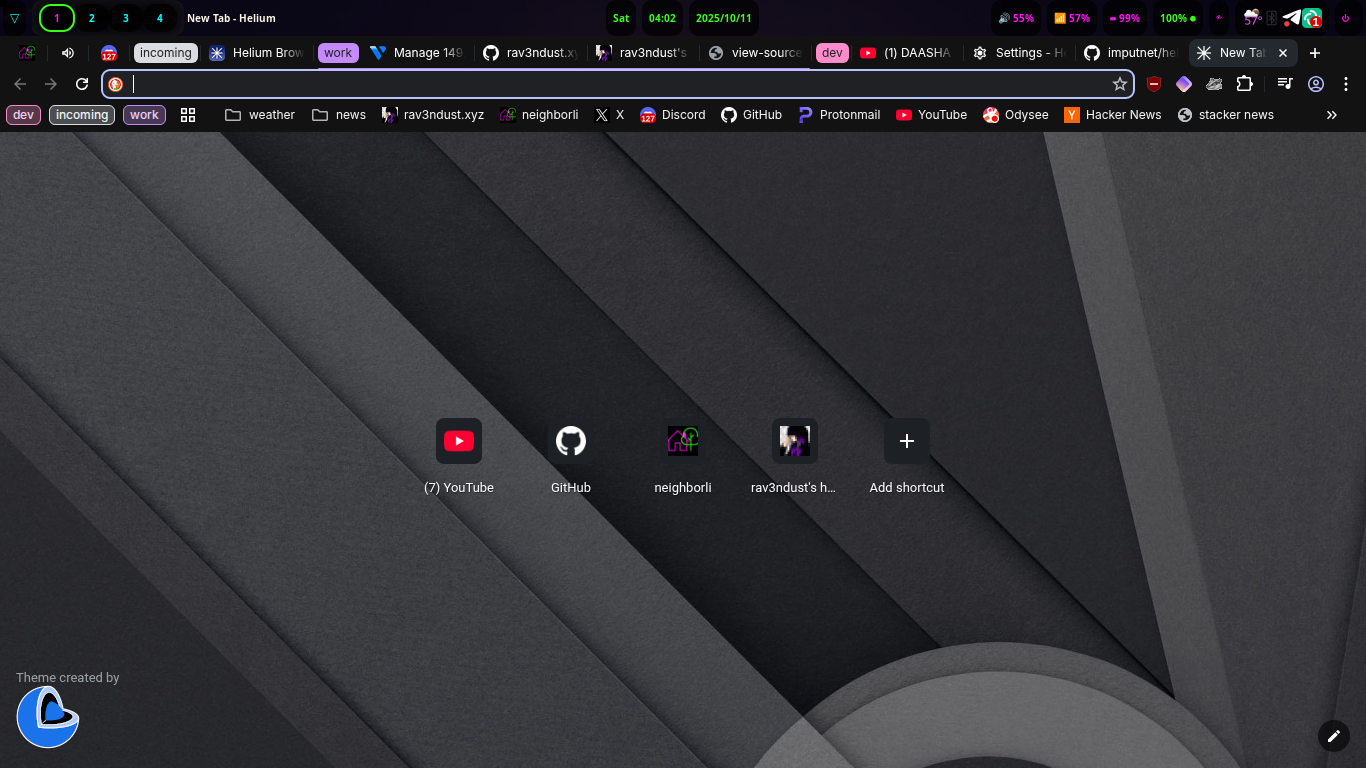 1 2 3 4 New Tab - Helium Sat 04:02 2025/10/11 55% 57% 99% 100% 57°
127 incoming Helium Brow work Manage 149 rav3ndust.xy rav3ndust's view-source dev (1) DAASHA Settings - He imputnet/he New Tab
dev incoming work weather news rav3ndust.xyz neighborli X Discord GitHub Protonmail YouTube Odysee Hacker News stacker news
(7) YouTube GitHub neighborli rav3ndust's h... Add shortcut
Theme created by